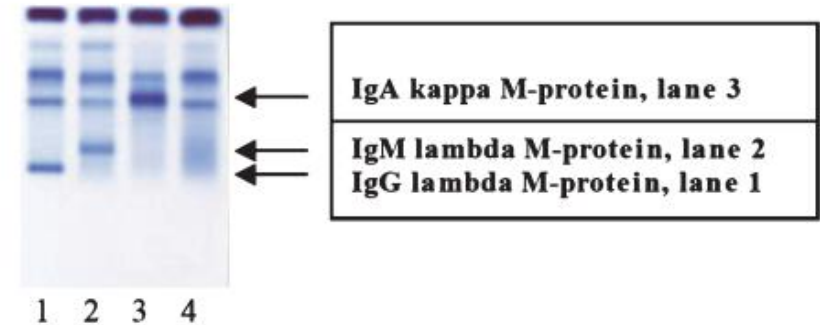 IgA kappa M-protein, lane 3
IgM lambda M-protein, lane 2
IgG lambda M-protein, lane 1
1 2 3 4